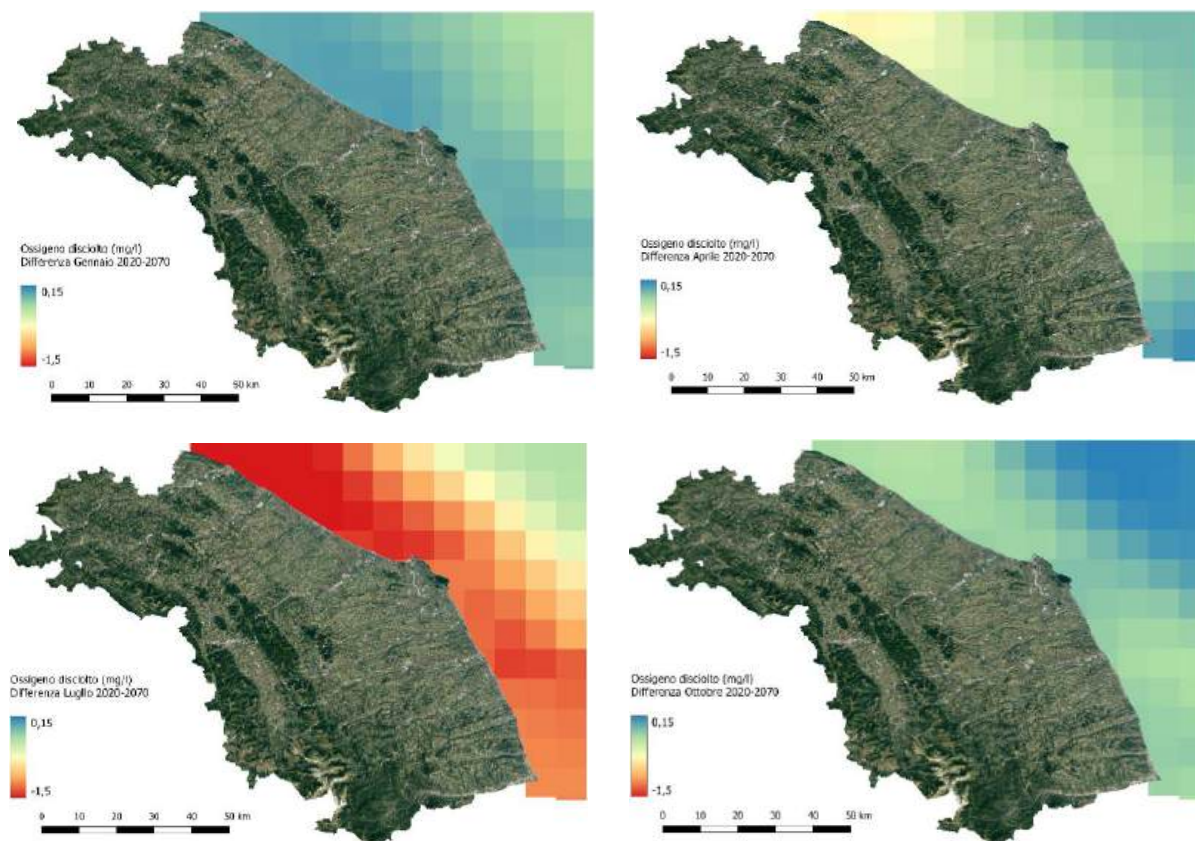 Ossigeno disciolto (mg/l)
Differenza Gennaio 2020-2070
0,15
-1,5
0 10 20 30 40 50 km
Ossigeno disciolto (mg/l)
Differenza Aprile 2020-2070
0,15
-1,5
0 10 20 30 40 50 km
Ossigeno disciolto (mg/l)
Differenza Luglio 2020-2070
0,15
-1,5
0 10 20 30 40 50 km
Ossigeno disciolto (mg/l)
Differenza Ottobre 2020-2070
0,15
-1,5
0 10 20 30 40 50 km